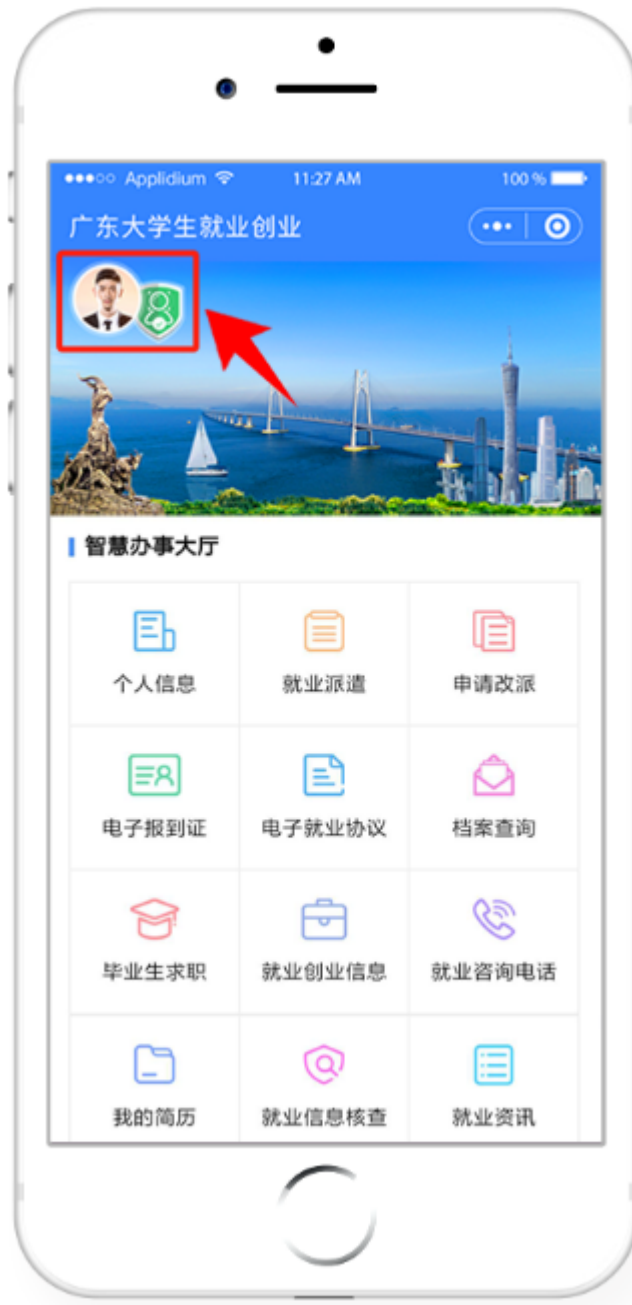 ●●●○○ Applidium 11:27 AM 100 %
广东大学生就业创业
智慧办事大厅
个人信息 就业派遣 申请改派
电子报到证 电子就业协议 档案查询
毕业生求职 就业创业信息 就业咨询电话
我的简历 就业信息核查 就业资讯